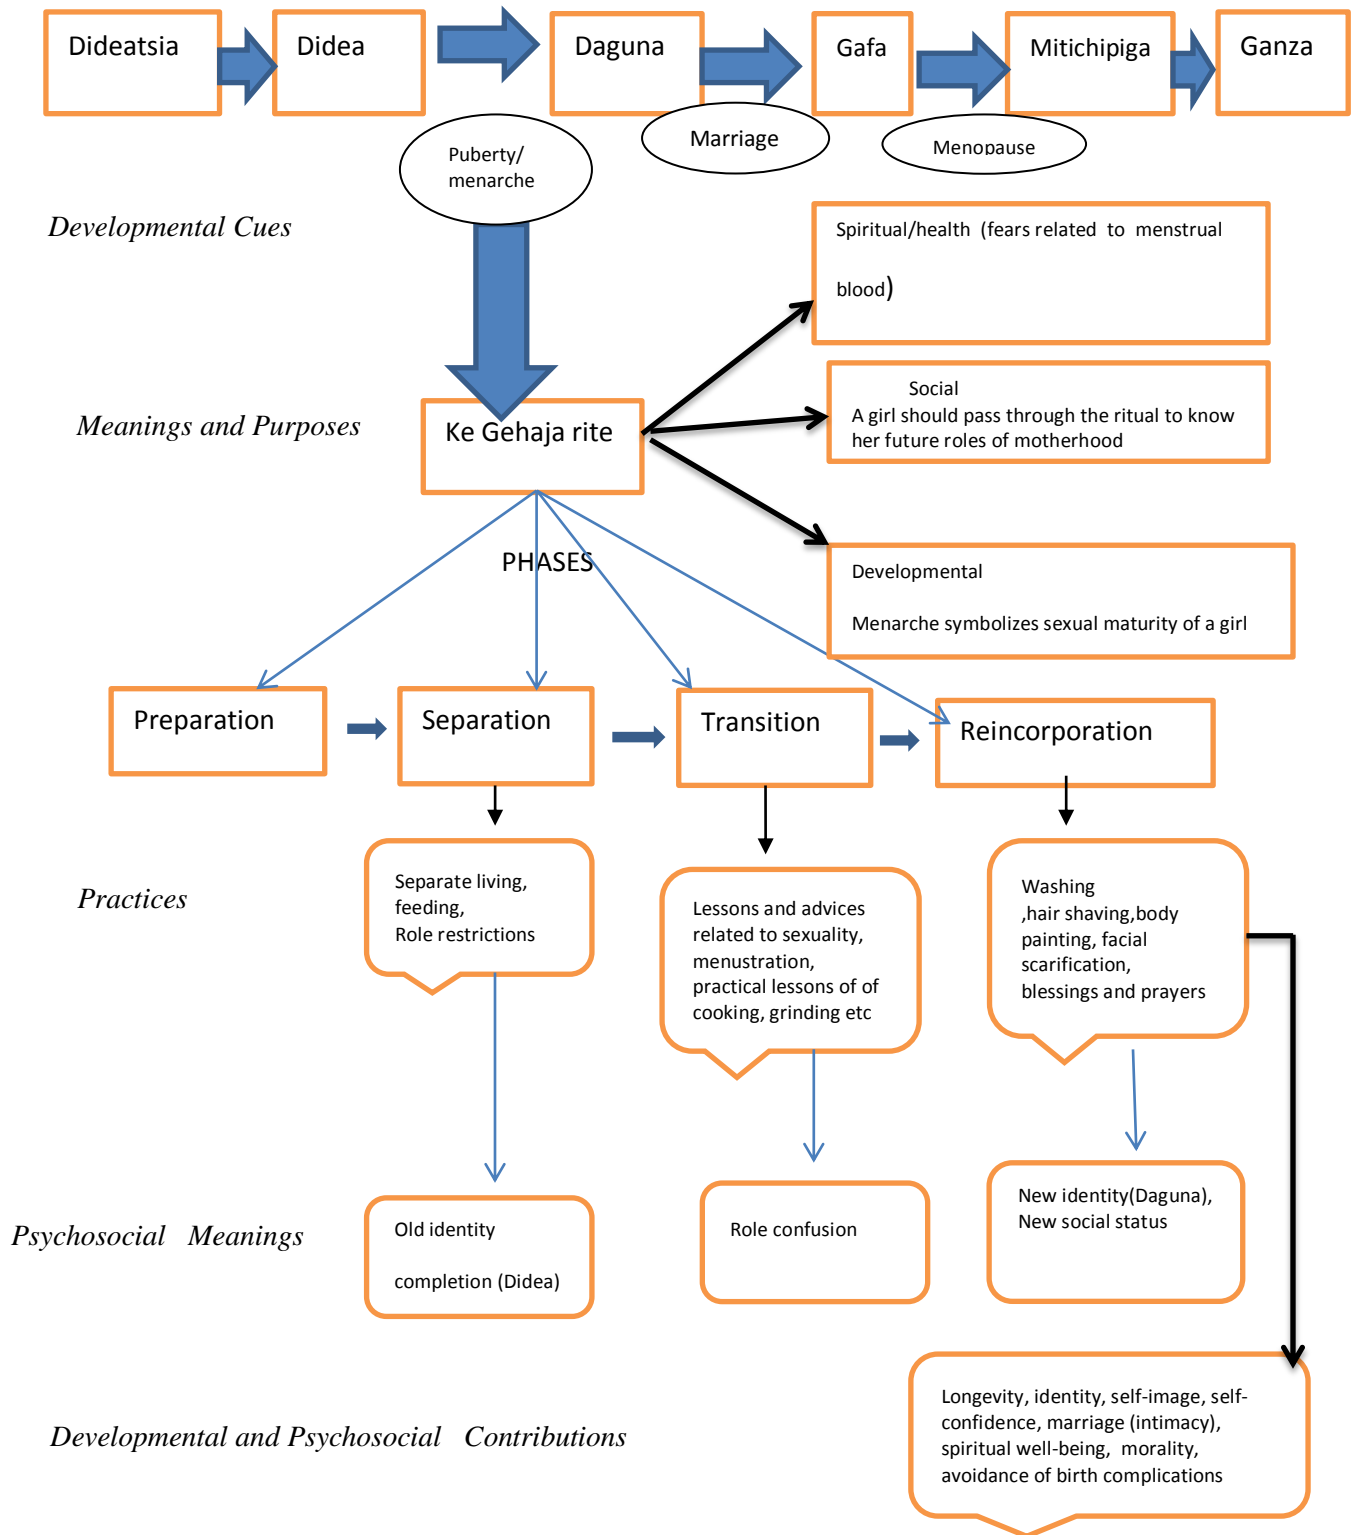 Dideatsia
Didea
Daguna
Gafa
Mitichipiga
Ganza
Puberty/
menarche
Marriage
Menopause
Developmental Cues
Spiritual/health (fears related to menstrual
blood)
Meanings and Purposes
Ke Gehaja rite
Social
A girl should pass through the ritual to know
her future roles of motherhood
PHASES
Developmental
Menarche symbolizes sexual maturity of a girl
Preparation
Separation
Transition
Reincorporation
Practices
Separate living,
feeding,
Role restrictions
Lessons and advices
related to sexuality,
menustration,
practical lessons of of
cooking, grinding etc
Washing
,hair shaving,body
painting, facial
scarification,
blessings and prayers
Psychosocial Meanings
Old identity
completion (Didea)
Role confusion
New identity(Daguna),
New social status
Developmental and Psychosocial Contributions
Longevity, identity, self-image, self-
confidence, marriage (intimacy),
spiritual well-being, morality,
avoidance of birth complications